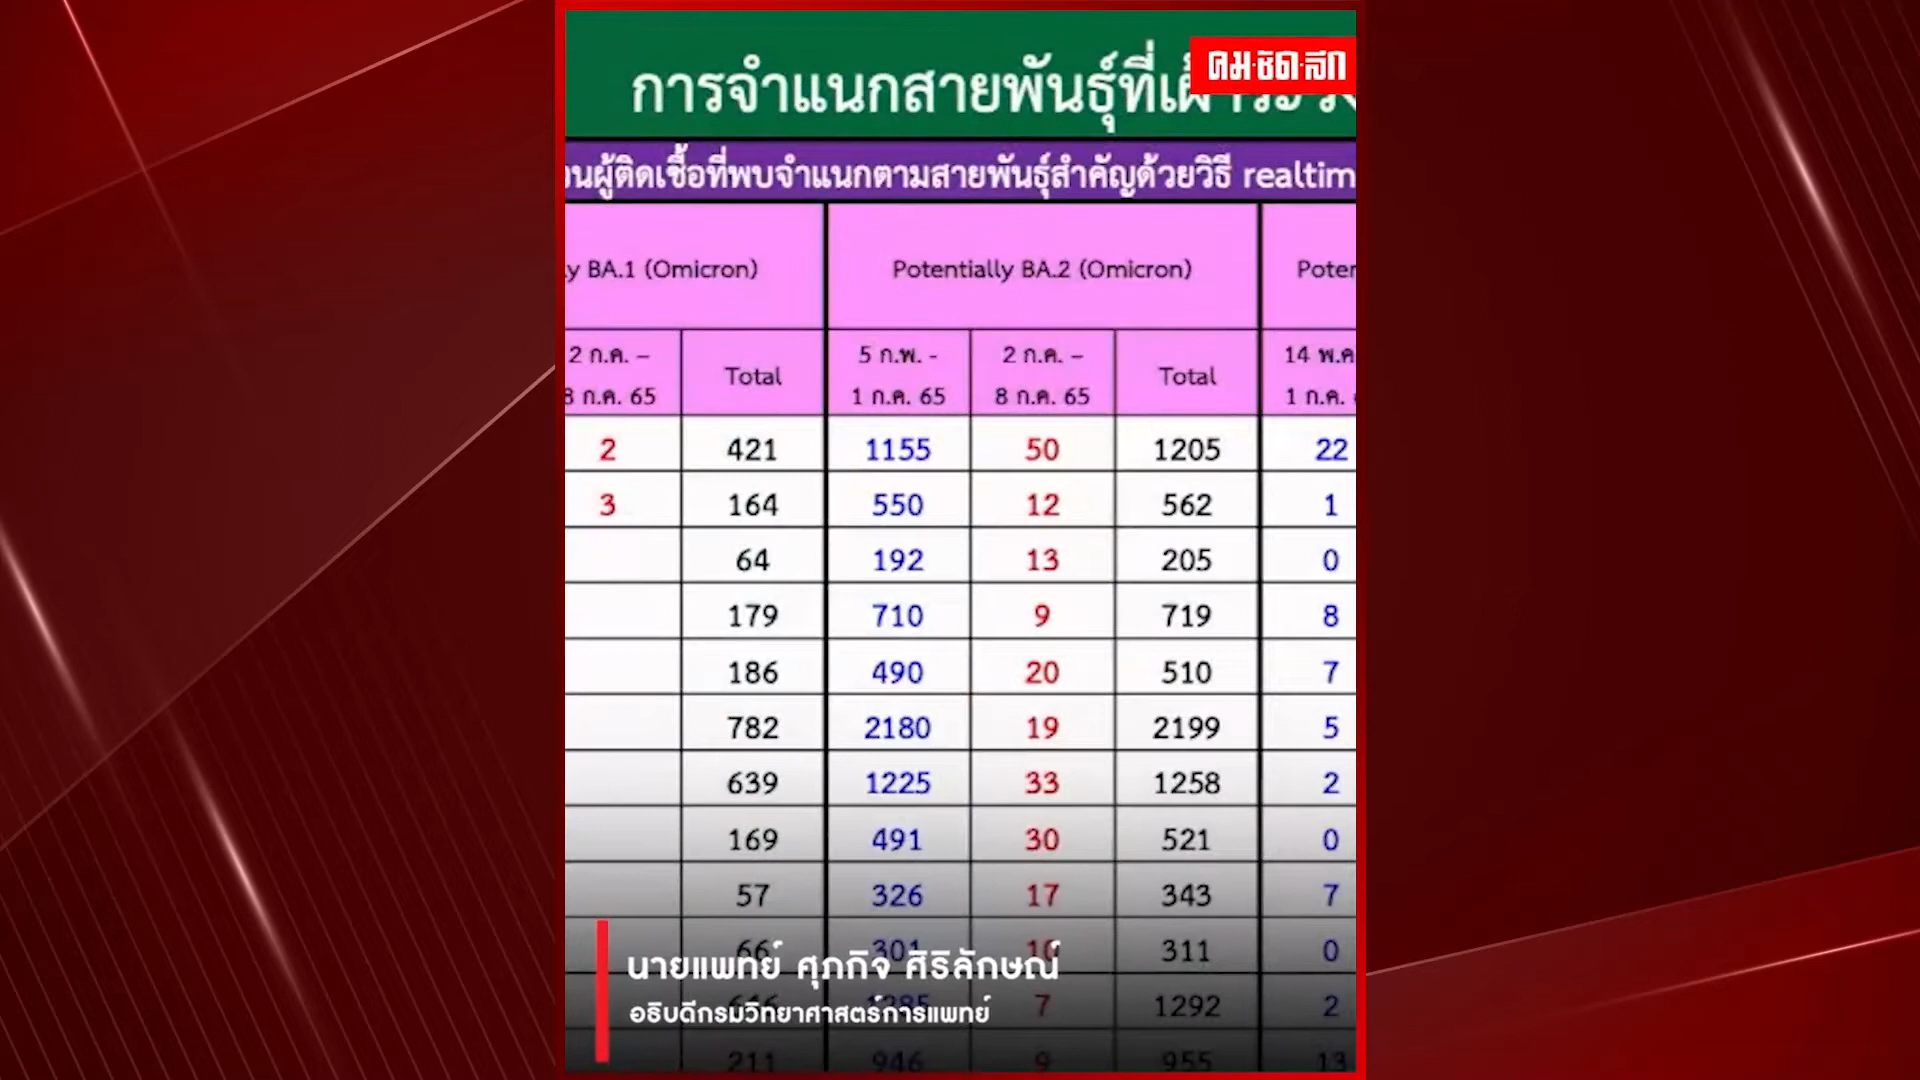 คม·ชัด·ลึก
การจำแนกสายพันธุ์ที่เฝ้าระวัง
ผู้ติดเชื้อที่พบจำแนกตามสายพันธุ์สำคัญด้วยวิธี realtim
y BA.1 (Omicron) Potentially BA.2 (Omicron) Poten
2 ก.ค. – 5 ก.พ. - 2 ก.ค. – 14 พ.ค
Total Total
8 ก.ค. 65 1 ก.ค. 65 8 ก.ค. 65 1 ก.ค.
2 421 1155 50 1205 22
3 164 550 12 562 1
64 192 13 205 0
179 710 9 719 8
186 490 20 510 7
782 2180 19 2199 5
639 1225 33 1258 2
169 491 30 521 0
57 326 17 343 7
66 301 10 311 0
นายแพทย์ ศุภกิจ ศิริลักษณ์
646 1285 7 1292 2
อธิบดีกรมวิทยาศาสตร์การแพทย์
211 946 9 955 13